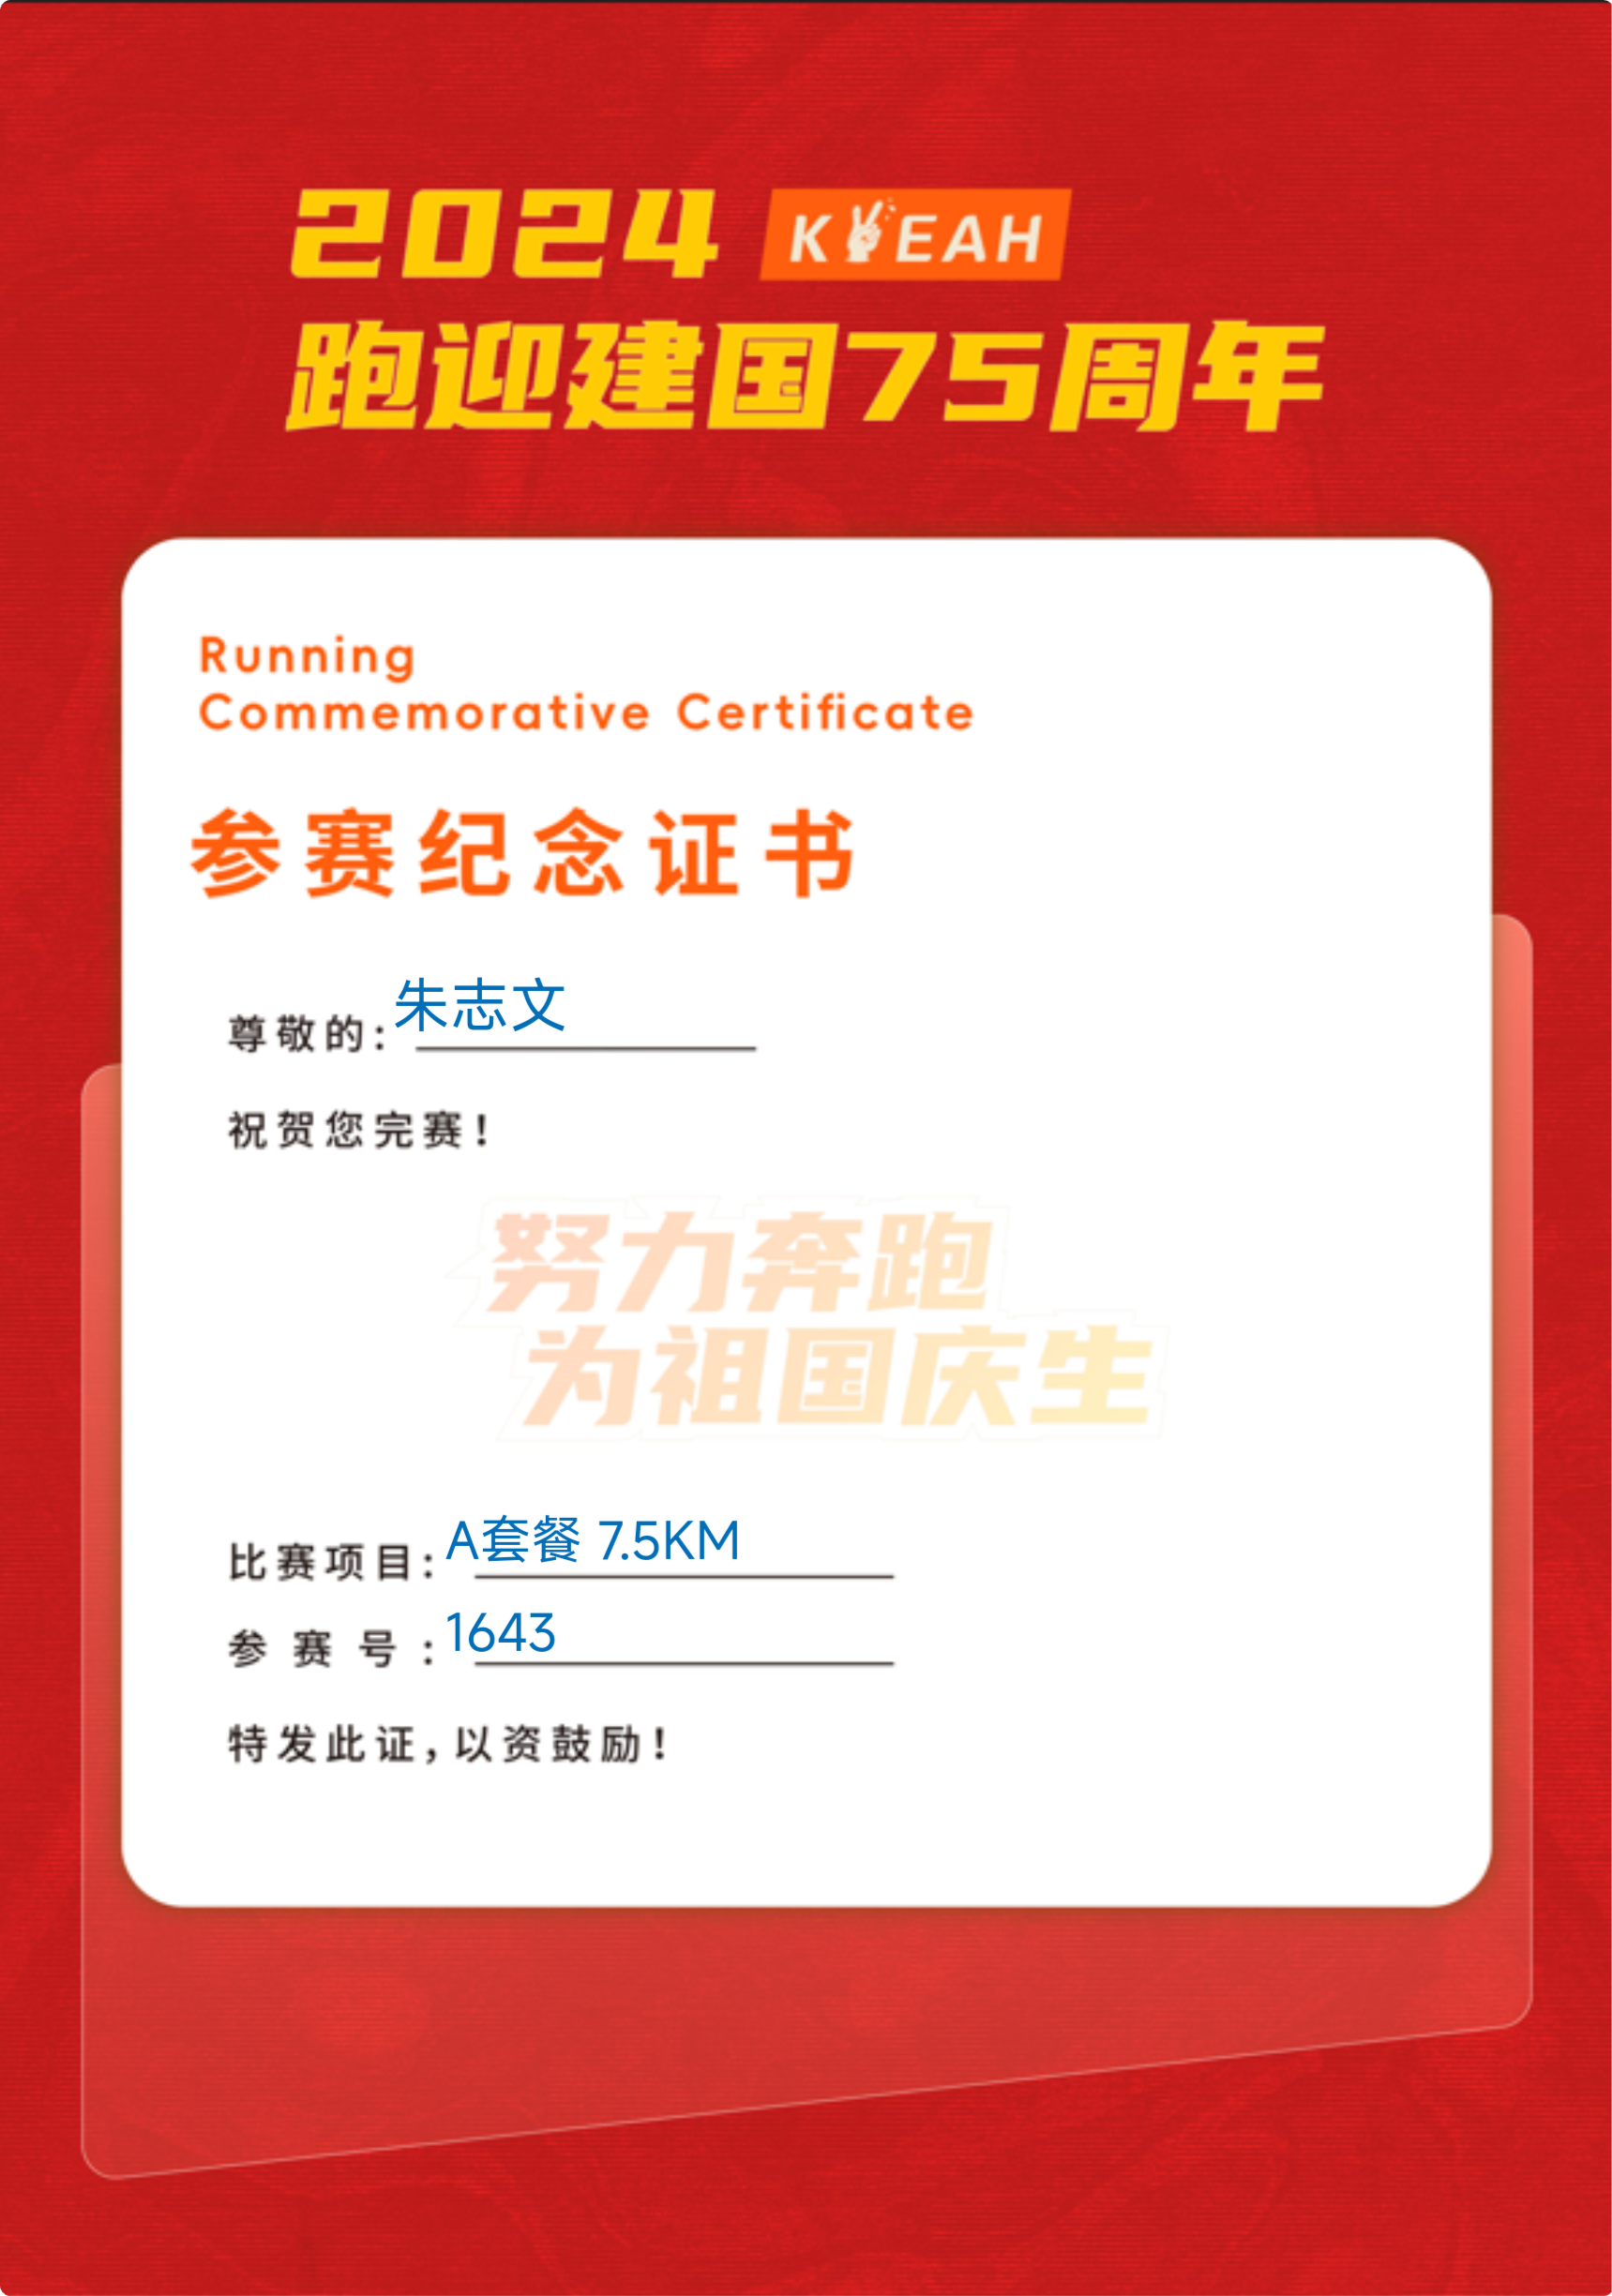 2024 KYEAH
跑迎建国75周年
Running
Commemorative Certificate
参赛纪念证书
尊敬的:朱志文
祝贺您完赛!
努力奔跑
为祖国庆生
比赛项目:A套餐 7.5KM
参赛号:1643
特发此证,以资鼓励!